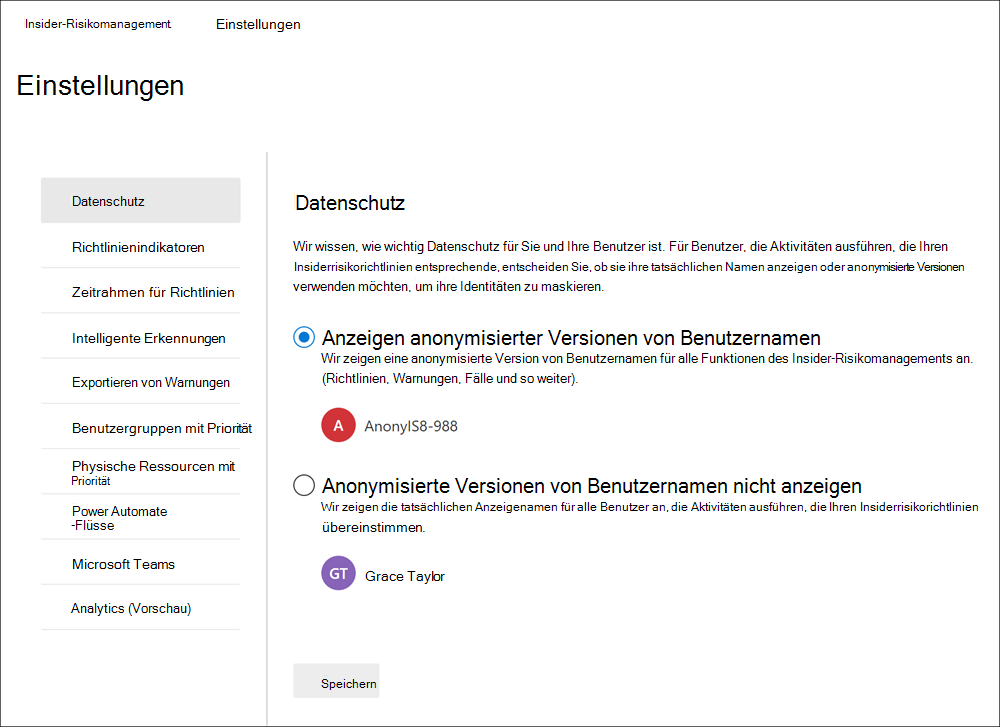 Insider-Risikomanagement Einstellungen
Einstellungen
Datenschutz
Richtlinienindikatoren
Zeitrahmen für Richtlinien
Intelligente Erkennungen
Exportieren von Warnungen
Benutzergruppen mit Priorität
Physische Ressourcen mit
Priorität
Power Automate
-Flüsse
Microsoft Teams
Analytics (Vorschau)
Datenschutz
Wir wissen, wie wichtig Datenschutz für Sie und Ihre Benutzer ist. Für Benutzer, die Aktivitäten ausführen, die Ihren
Insiderrisikorichtlinien entsprechende, entscheiden Sie, ob sie ihre tatsächlichen Namen anzeigen oder anonymisierte Versionen
verwenden möchten, um ihre Identitäten zu maskieren.
Anzeigen anonymisierter Versionen von Benutzernamen
Wir zeigen eine anonymisierte Version von Benutzernamen für alle Funktionen des Insider-Risikomanagements an.
(Richtlinien, Warnungen, Fälle und so weiter).
A AnonyIS8-988
Anonymisierte Versionen von Benutzernamen nicht anzeigen
Wir zeigen die tatsächlichen Anzeigenamen für alle Benutzer an, die Aktivitäten ausführen, die Ihren Insiderrisikorichtlinien
übereinstimmen.
GT Grace Taylor
Speichern